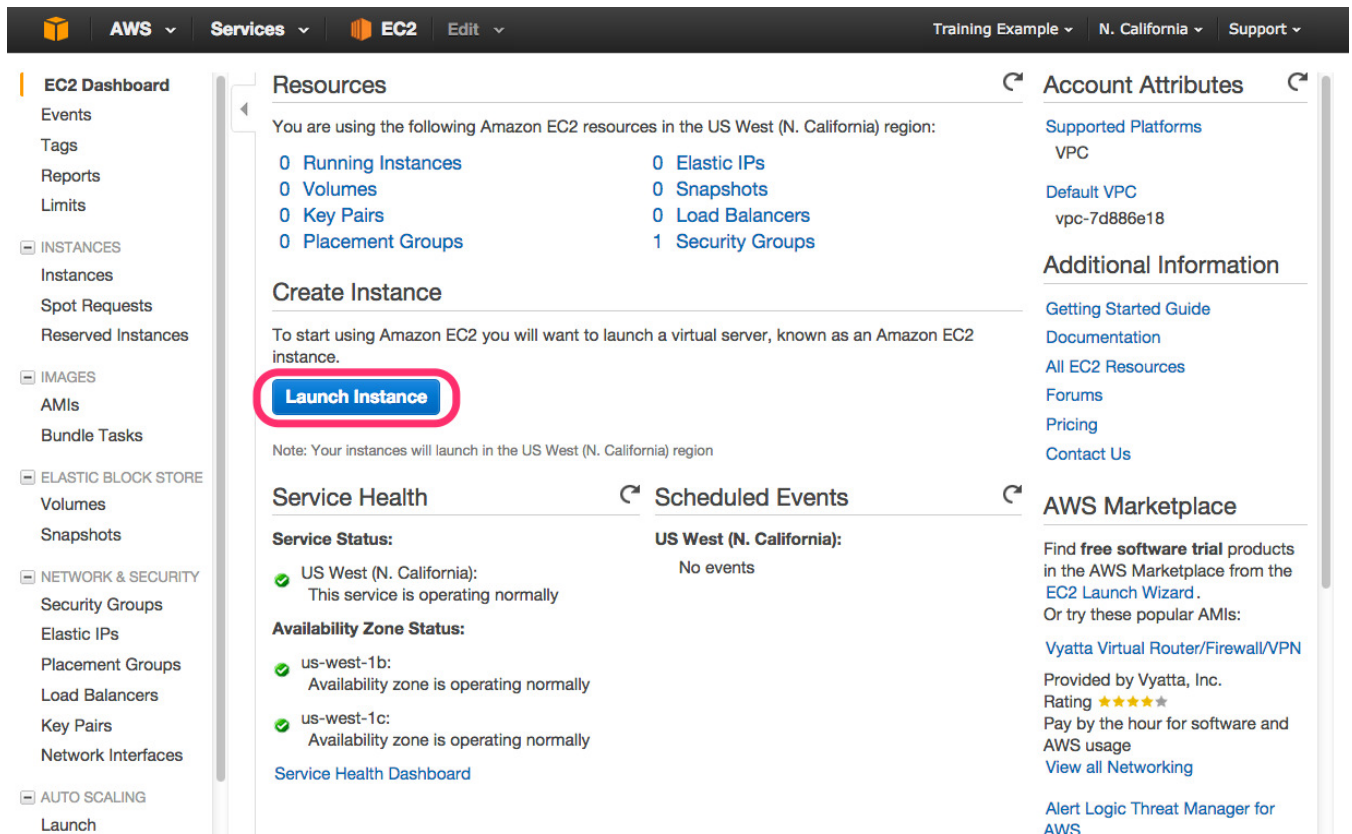 AWS Services EC2 Edit Training Example N. California Support
EC2 Dashboard
Events
Tags
Reports
Limits
INSTANCES
Instances
Spot Requests
Reserved Instances
IMAGES
AMIs
Bundle Tasks
ELASTIC BLOCK STORE
Volumes
Snapshots
NETWORK & SECURITY
Security Groups
Elastic IPs
Placement Groups
Load Balancers
Key Pairs
Network Interfaces
AUTO SCALING
Launch
Resources
You are using the following Amazon EC2 resources in the US West (N. California) region:
0 Running Instances
0 Elastic IPs
0 Volumes
0 Snapshots
0 Key Pairs
0 Load Balancers
0 Placement Groups
1 Security Groups
Create Instance
To start using Amazon EC2 you will want to launch a virtual server, known as an Amazon EC2
instance.
Launch Instance
Note: Your instances will launch in the US West (N. California) region
Service Health
Service Status:
US West (N. California):
This service is operating normally
Availability Zone Status:
us-west-1b:
Availability zone is operating normally
us-west-1c:
Availability zone is operating normally
Service Health Dashboard
Scheduled Events
US West (N. California):
No events
Account Attributes
Supported Platforms
VPC
Default VPC
vpc-7d886e18
Additional Information
Getting Started Guide
Documentation
All EC2 Resources
Forums
Pricing
Contact Us
AWS Marketplace
Find free software trial products
in the AWS Marketplace from the
EC2 Launch Wizard.
Or try these popular AMIs:
Vyatta Virtual Router/Firewall/VPN
Provided by Vyatta, Inc.
Rating
Pay by the hour for software and
AWS usage
View all Networking
Alert Logic Threat Manager for
AWS